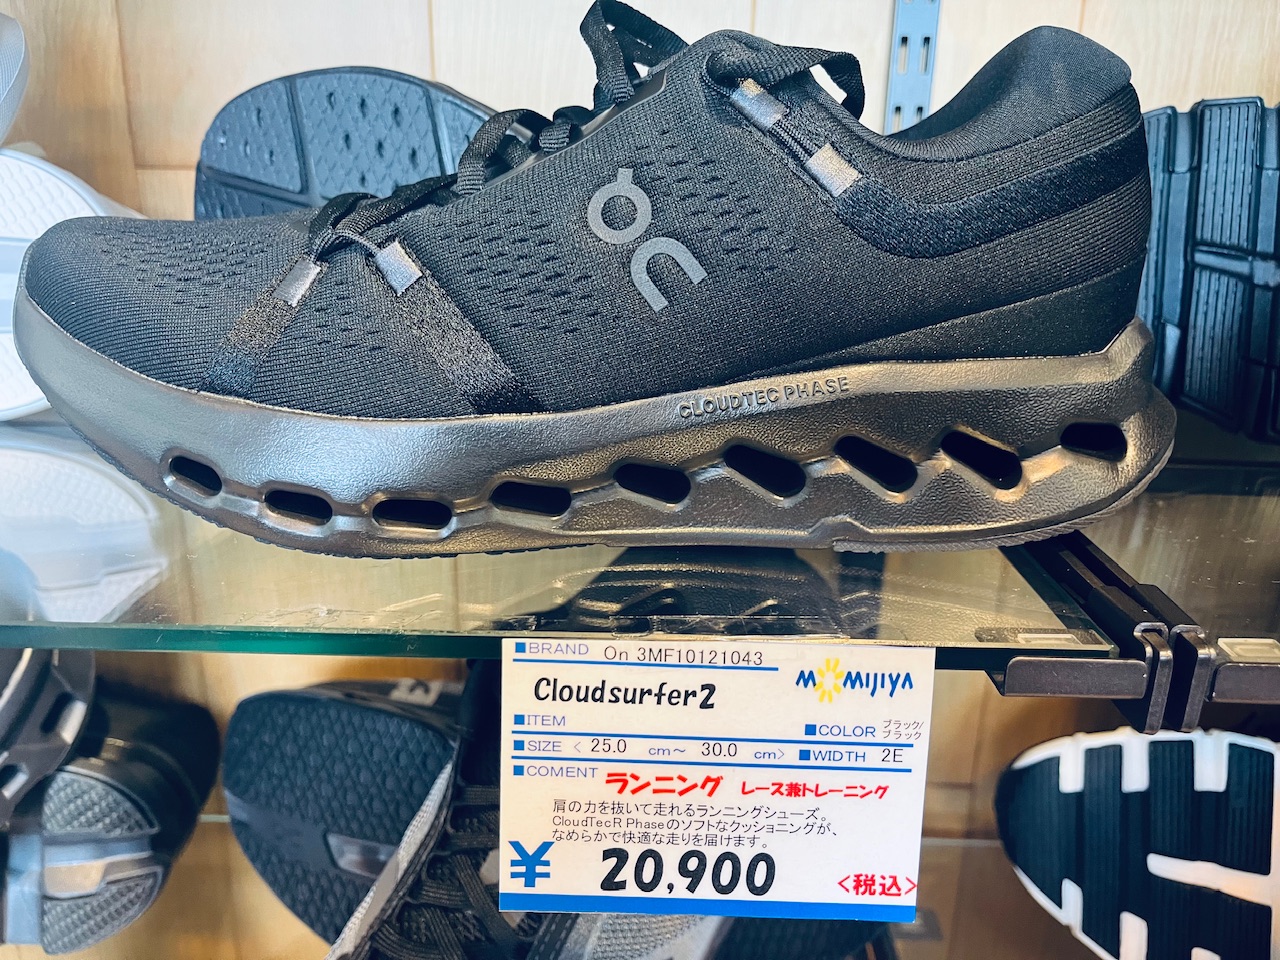 On
CLOUDTEC PHASE
■BRAND On 3MF10121043
MOMIJIYA
Cloudsurfer2
■ITEM
■COLOR ブラック/ブラック
■SIZE < 25.0 cm～ 30.0 cm> ■WIDTH 2E
■COMENT ランニング レース兼トレーニング
肩の力を抜いて走れるランニングシューズ。
CloudTecR Phaseのソフトなクッショニングが、
なめらかで快適な走りを届けます。
¥ 20,900 <税込>